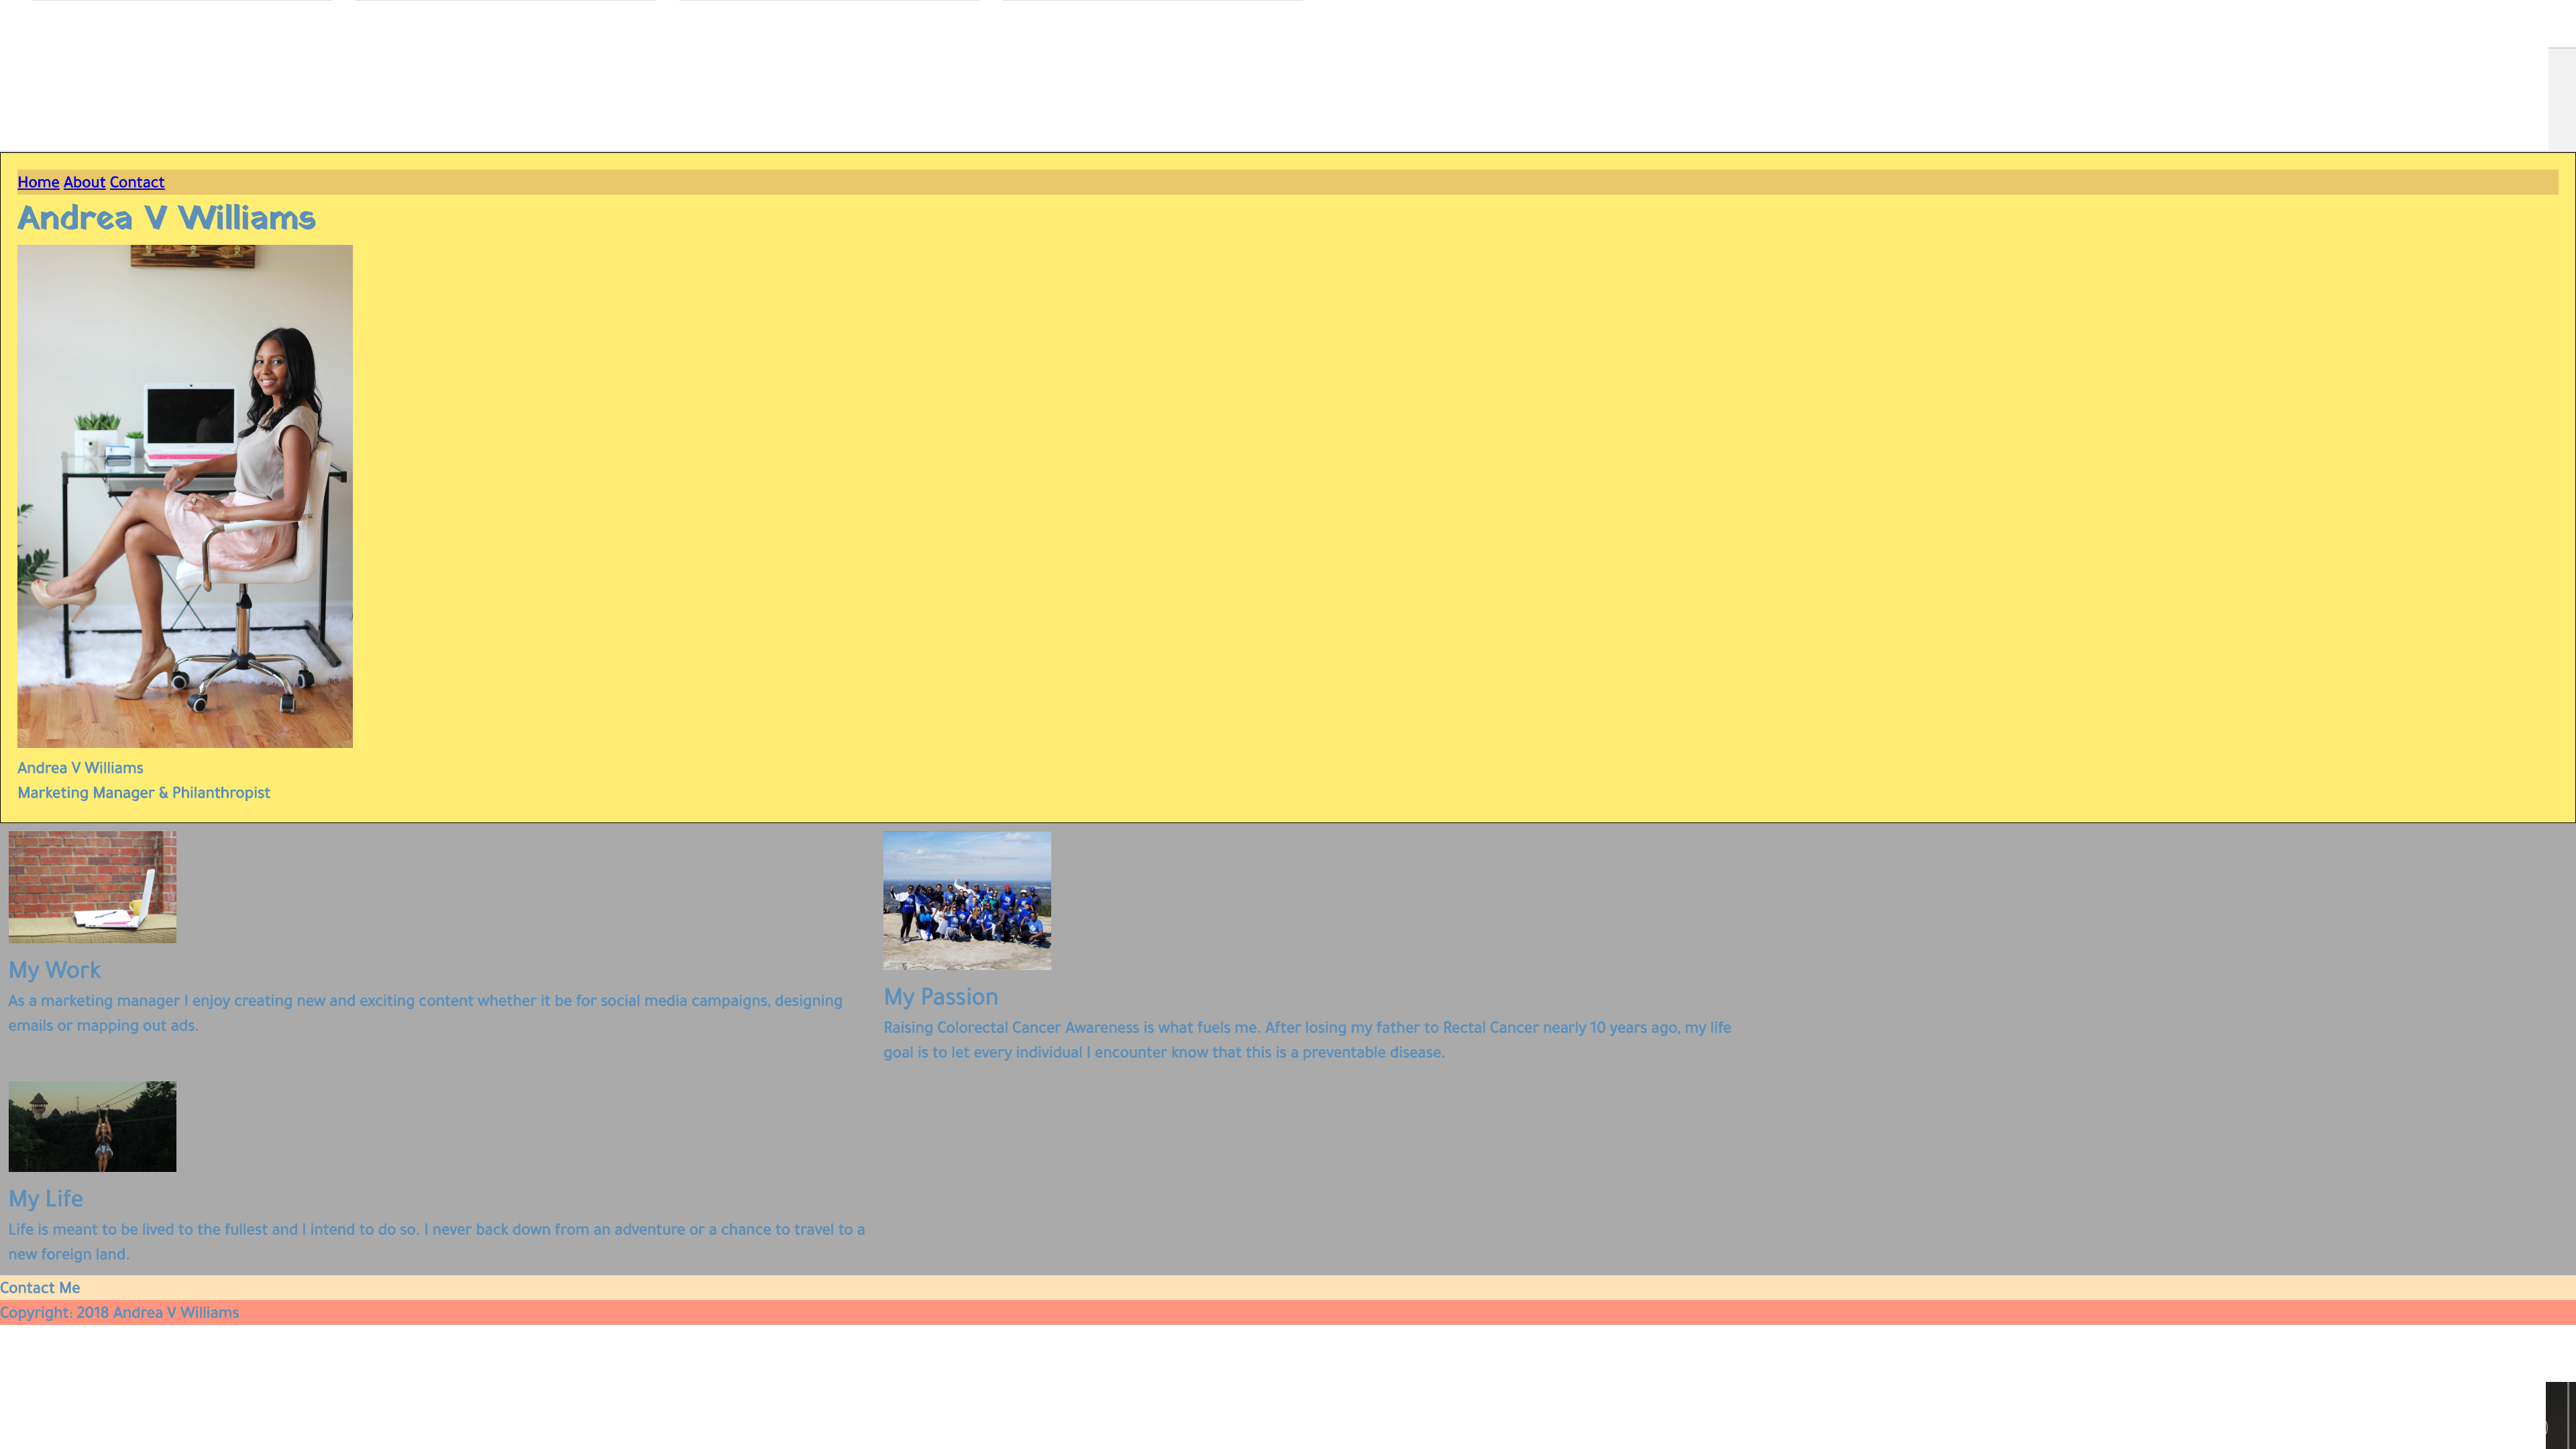 Home About Contact
Andrea V Williams
Andrea V Williams
Marketing Manager & Philanthropist
My Work
As a marketing manager I enjoy creating new and exciting content whether it be for social media campaigns, designing
emails or mapping out ads.
My Passion
Raising Colorectal Cancer Awareness is what fuels me. After losing my father to Rectal Cancer nearly 10 years ago, my life
goal is to let every individual I encounter know that this is a preventable disease.
My Life
Life is meant to be lived to the fullest and I intend to do so. I never back down from an adventure or a chance to travel to a
new foreign land.
Contact Me
Copyright: 2018 Andrea V Williams